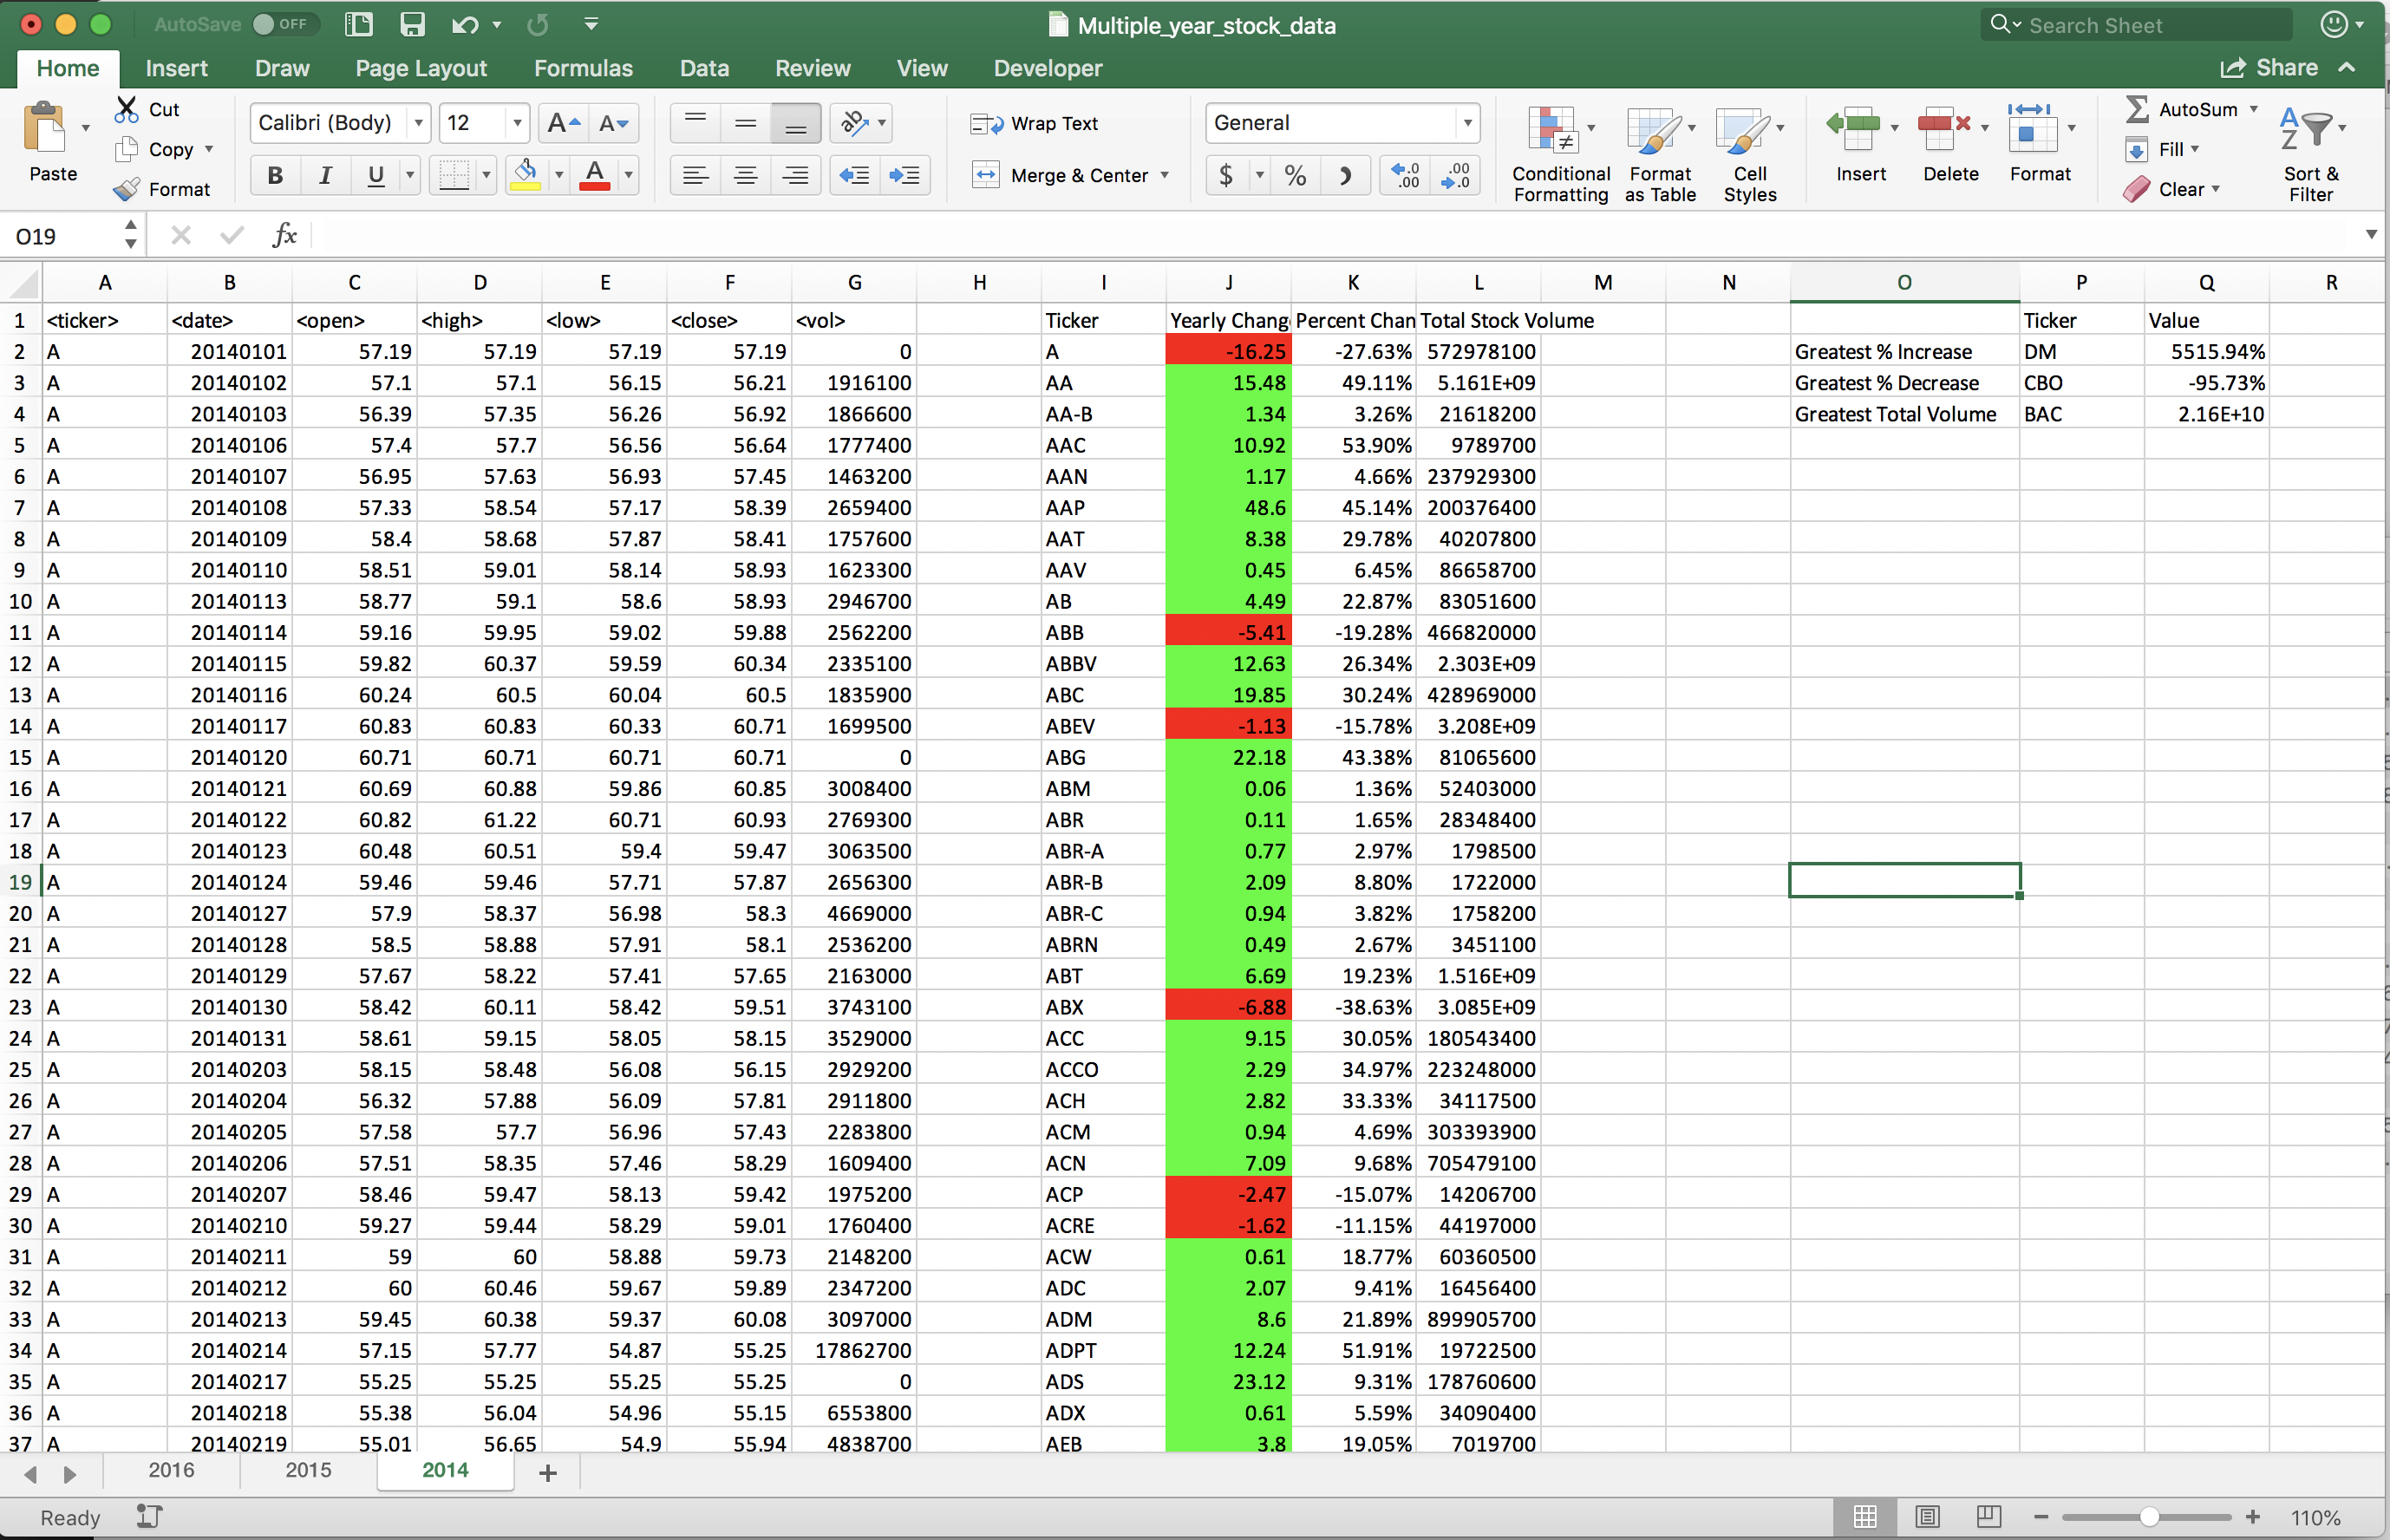 AutoSave OFF Multiple_year_stock_data Search Sheet
Home Insert Draw Page Layout Formulas Data Review View Developer Share
Paste Cut Copy Format
Calibri (Body) 12 A A
B I U A
Wrap Text
Merge & Center
General
$ % .0 .00 .00 .0
Conditional Formatting Format as Table Cell Styles Insert Delete Format
AutoSum Fill Clear Sort & Filter
O19 fx
A B C D E F G H I J K L M N O P Q R
1 <ticker> <date> <open> <high> <low> <close> <vol> Ticker Yearly Chang Percent Chan Total Stock Volume Ticker Value
2 A 20140101 57.19 57.19 57.19 57.19 0 A -16.25 -27.63% 572978100 Greatest % Increase DM 5515.94%
3 A 20140102 57.1 57.1 56.15 56.21 1916100 AA 15.48 49.11% 5.161E+09 Greatest % Decrease CBO -95.73%
4 A 20140103 56.39 57.35 56.26 56.92 1866600 AA-B 1.34 3.26% 21618200 Greatest Total Volume BAC 2.16E+10
5 A 20140106 57.4 57.7 56.56 56.64 1777400 AAC 10.92 53.90% 9789700
6 A 20140107 56.95 57.63 56.93 57.45 1463200 AAN 1.17 4.66% 237929300
7 A 20140108 57.33 58.54 57.17 58.39 2659400 AAP 48.6 45.14% 200376400
8 A 20140109 58.4 58.68 57.87 58.41 1757600 AAT 8.38 29.78% 40207800
9 A 20140110 58.51 59.01 58.14 58.93 1623300 AAV 0.45 6.45% 86658700
10 A 20140113 58.77 59.1 58.6 58.93 2946700 AB 4.49 22.87% 83051600
11 A 20140114 59.16 59.95 59.02 59.88 2562200 ABB -5.41 -19.28% 466820000
12 A 20140115 59.82 60.37 59.59 60.34 2335100 ABBV 12.63 26.34% 2.303E+09
13 A 20140116 60.24 60.5 60.04 60.5 1835900 ABC 19.85 30.24% 428969000
14 A 20140117 60.83 60.83 60.33 60.71 1699500 ABEV -1.13 -15.78% 3.208E+09
15 A 20140120 60.71 60.71 60.71 60.71 0 ABG 22.18 43.38% 81065600
16 A 20140121 60.69 60.88 59.86 60.85 3008400 ABM 0.06 1.36% 52403000
17 A 20140122 60.82 61.22 60.71 60.93 2769300 ABR 0.11 1.65% 28348400
18 A 20140123 60.48 60.51 59.4 59.47 3063500 ABR-A 0.77 2.97% 1798500
19 A 20140124 59.46 59.46 57.71 57.87 2656300 ABR-B 2.09 8.80% 1722000
20 A 20140127 57.9 58.37 56.98 58.3 4669000 ABR-C 0.94 3.82% 1758200
21 A 20140128 58.5 58.88 57.91 58.1 2536200 ABRN 0.49 2.67% 3451100
22 A 20140129 57.67 58.22 57.41 57.65 2163000 ABT 6.69 19.23% 1.516E+09
23 A 20140130 58.42 60.11 58.42 59.51 3743100 ABX -6.88 -38.63% 3.085E+09
24 A 20140131 58.61 59.15 58.05 58.15 3529000 ACC 9.15 30.05% 180543400
25 A 20140203 58.15 58.48 56.08 56.15 2929200 ACCO 2.29 34.97% 223248000
26 A 20140204 56.32 57.88 56.09 57.81 2911800 ACH 2.82 33.33% 34117500
27 A 20140205 57.58 57.7 56.96 57.43 2283800 ACM 0.94 4.69% 303393900
28 A 20140206 57.51 58.35 57.46 58.29 1609400 ACN 7.09 9.68% 705479100
29 A 20140207 58.46 59.47 58.13 59.42 1975200 ACP -2.47 -15.07% 14206700
30 A 20140210 59.27 59.44 58.29 59.01 1760400 ACRE -1.62 -11.15% 44197000
31 A 20140211 59 60 58.88 59.73 2148200 ACW 0.61 18.77% 60360500
32 A 20140212 60 60.46 59.67 59.89 2347200 ADC 2.07 9.41% 16456400
33 A 20140213 59.45 60.38 59.37 60.08 3097000 ADM 8.6 21.89% 899905700
34 A 20140214 57.15 57.77 54.87 55.25 17862700 ADPT 12.24 51.91% 19722500
35 A 20140217 55.25 55.25 55.25 55.25 0 ADS 23.12 9.31% 178760600
36 A 20140218 55.38 56.04 54.96 55.15 6553800 ADX 0.61 5.59% 34090400
37 A 20140219 55.01 56.65 54.9 55.94 4838700 AEB 3.8 19.05% 7019700
2016 2015 2014 +
Ready 110%